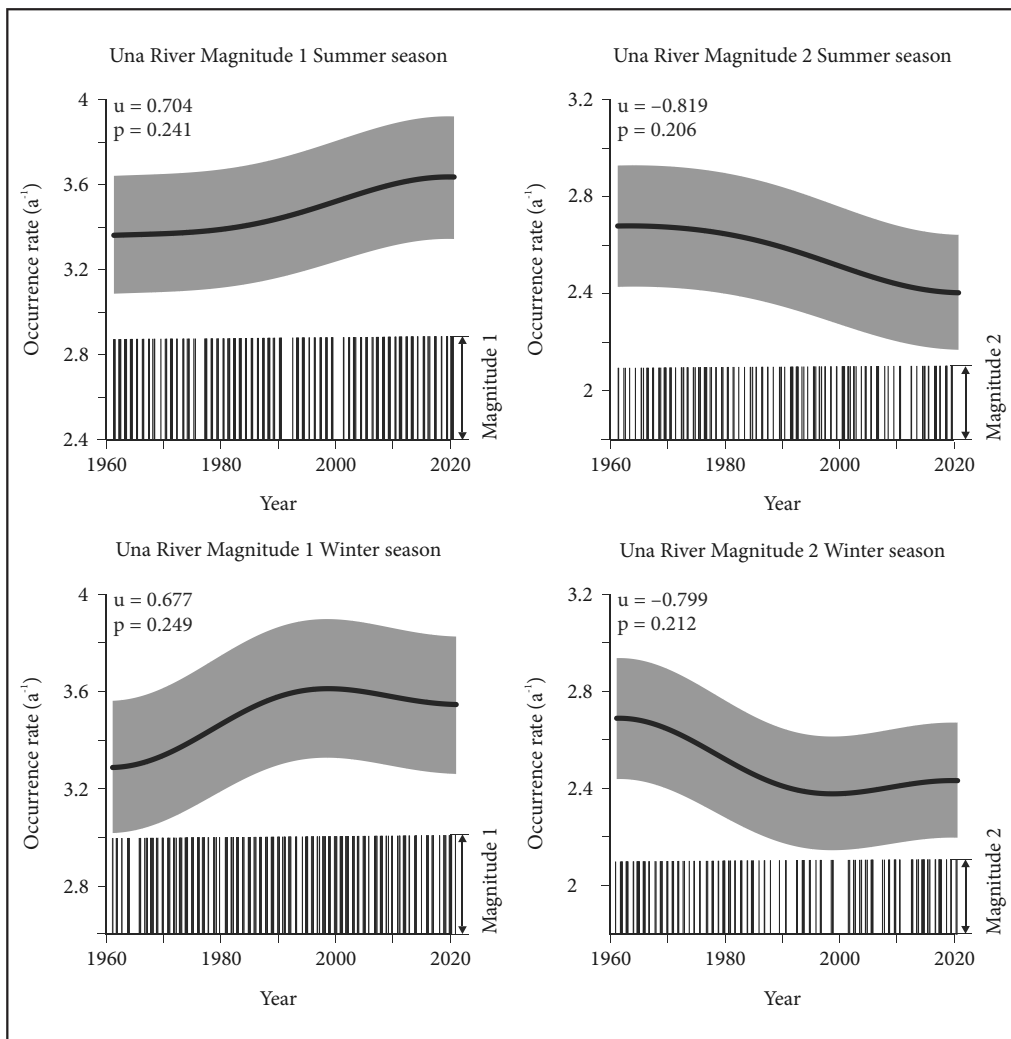 Una River Magnitude 1 Summer season
u = 0.704
p = 0.241
Occurrence rate (a⁻¹)
4
3.6
3.2
2.8
2.4
Magnitude 1
1960
1980
2000
2020
Year
Una River Magnitude 2 Summer season
u = –0.819
p = 0.206
Occurrence rate (a⁻¹)
3.2
2.8
2.4
2
Magnitude 2
1960
1980
2000
2020
Year
Una River Magnitude 1 Winter season
u = 0.677
p = 0.249
Occurrence rate (a⁻¹)
4
3.6
3.2
2.8
Magnitude 1
1960
1980
2000
2020
Year
Una River Magnitude 2 Winter season
u = –0.799
p = 0.212
Occurrence rate (a⁻¹)
3.2
2.8
2.4
2
Magnitude 2
1960
1980
2000
2020
Year